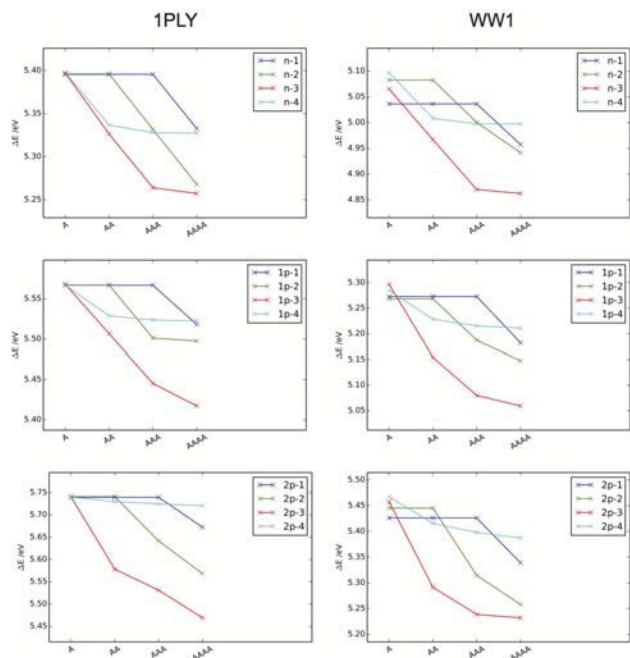 1PLY WW1
5.40
5.35
5.30
5.25
ΔE /eV
A AA AAA AAAA
n-1
n-2
n-3
n-4
5.10
5.05
5.00
4.95
4.90
4.85
ΔE /eV
A AA AAA AAAA
n-1
n-2
n-3
n-4
5.55
5.50
5.45
5.40
ΔE /eV
A AA AAA AAAA
1p-1
1p-2
1p-3
1p-4
5.30
5.25
5.20
5.15
5.10
5.05
ΔE /eV
A AA AAA AAAA
1p-1
1p-2
1p-3
1p-4
5.75
5.70
5.65
5.60
5.55
5.50
5.45
ΔE /eV
A AA AAA AAAA
2p-1
2p-2
2p-3
2p-4
5.50
5.45
5.40
5.35
5.30
5.25
5.20
ΔE /eV
A AA AAA AAAA
2p-1
2p-2
2p-3
2p-4